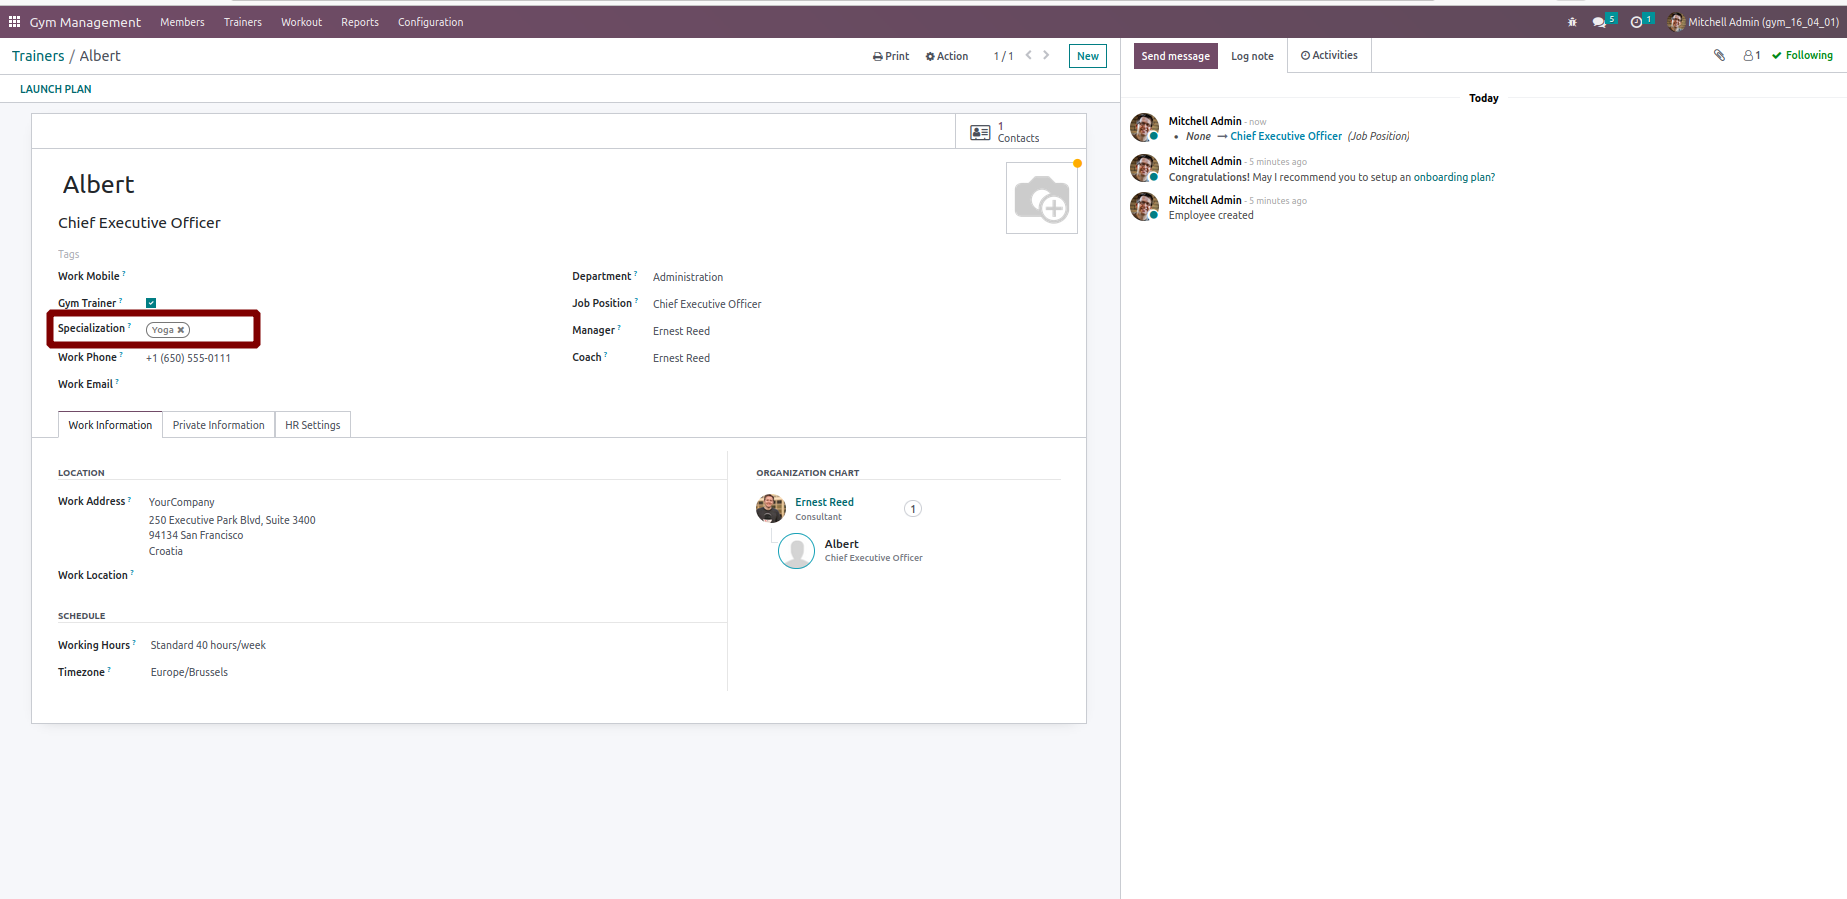 Gym Management Members Trainers Workout Reports Configuration 5 1 Mitchell Admin (gym_16_04_01)
Trainers / Albert Print Action 1 / 1 New
LAUNCH PLAN
1
Contacts
Albert
Chief Executive Officer
Tags
Work Mobile ?
Gym Trainer ?
Specialization ? Yoga ✖
Work Phone ? +1 (650) 555-0111
Work Email ?
Department ? Administration
Job Position ? Chief Executive Officer
Manager ? Ernest Reed
Coach ? Ernest Reed
Work Information Private Information HR Settings
LOCATION
Work Address ? YourCompany
250 Executive Park Blvd, Suite 3400
94134 San Francisco
Croatia
Work Location ?
SCHEDULE
Working Hours ? Standard 40 hours/week
Timezone ? Europe/Brussels
ORGANIZATION CHART
Ernest Reed
Consultant
1
Albert
Chief Executive Officer
Send message Log note Activities 1 Following
Today
Mitchell Admin - now
• None → Chief Executive Officer (Job Position)
Mitchell Admin - 5 minutes ago
Congratulations! May I recommend you to setup an onboarding plan?
Mitchell Admin - 5 minutes ago
Employee created